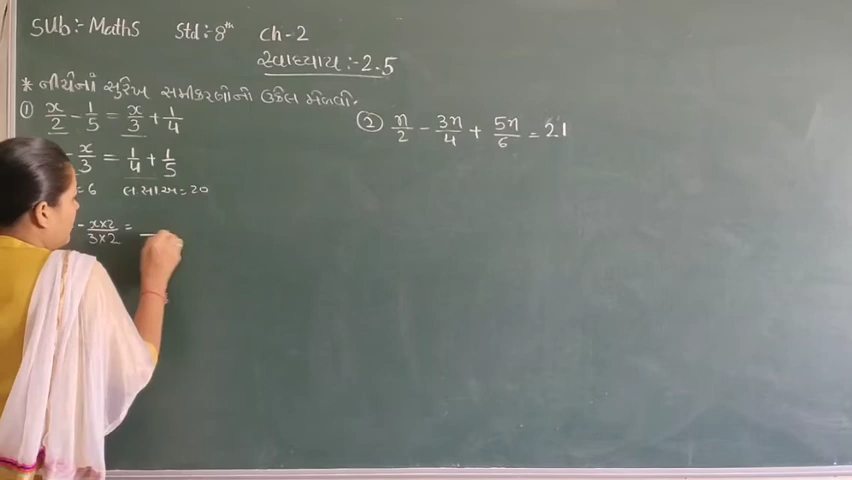 Sub:- Maths Std:- 8th Ch-2
સ્વાધ્યાય :- 2.5
* નીચેનાં સુરેખ સમીકરણોનો ઉકેલ મેળવો.
① x/2 - 1/5 = x/3 + 1/4
② n/2 - 3n/4 + 5n/6 = 21
- x/3 = 1/4 + 1/5
= 6 લ.સા.અ = 20
- x×2/3×2 =